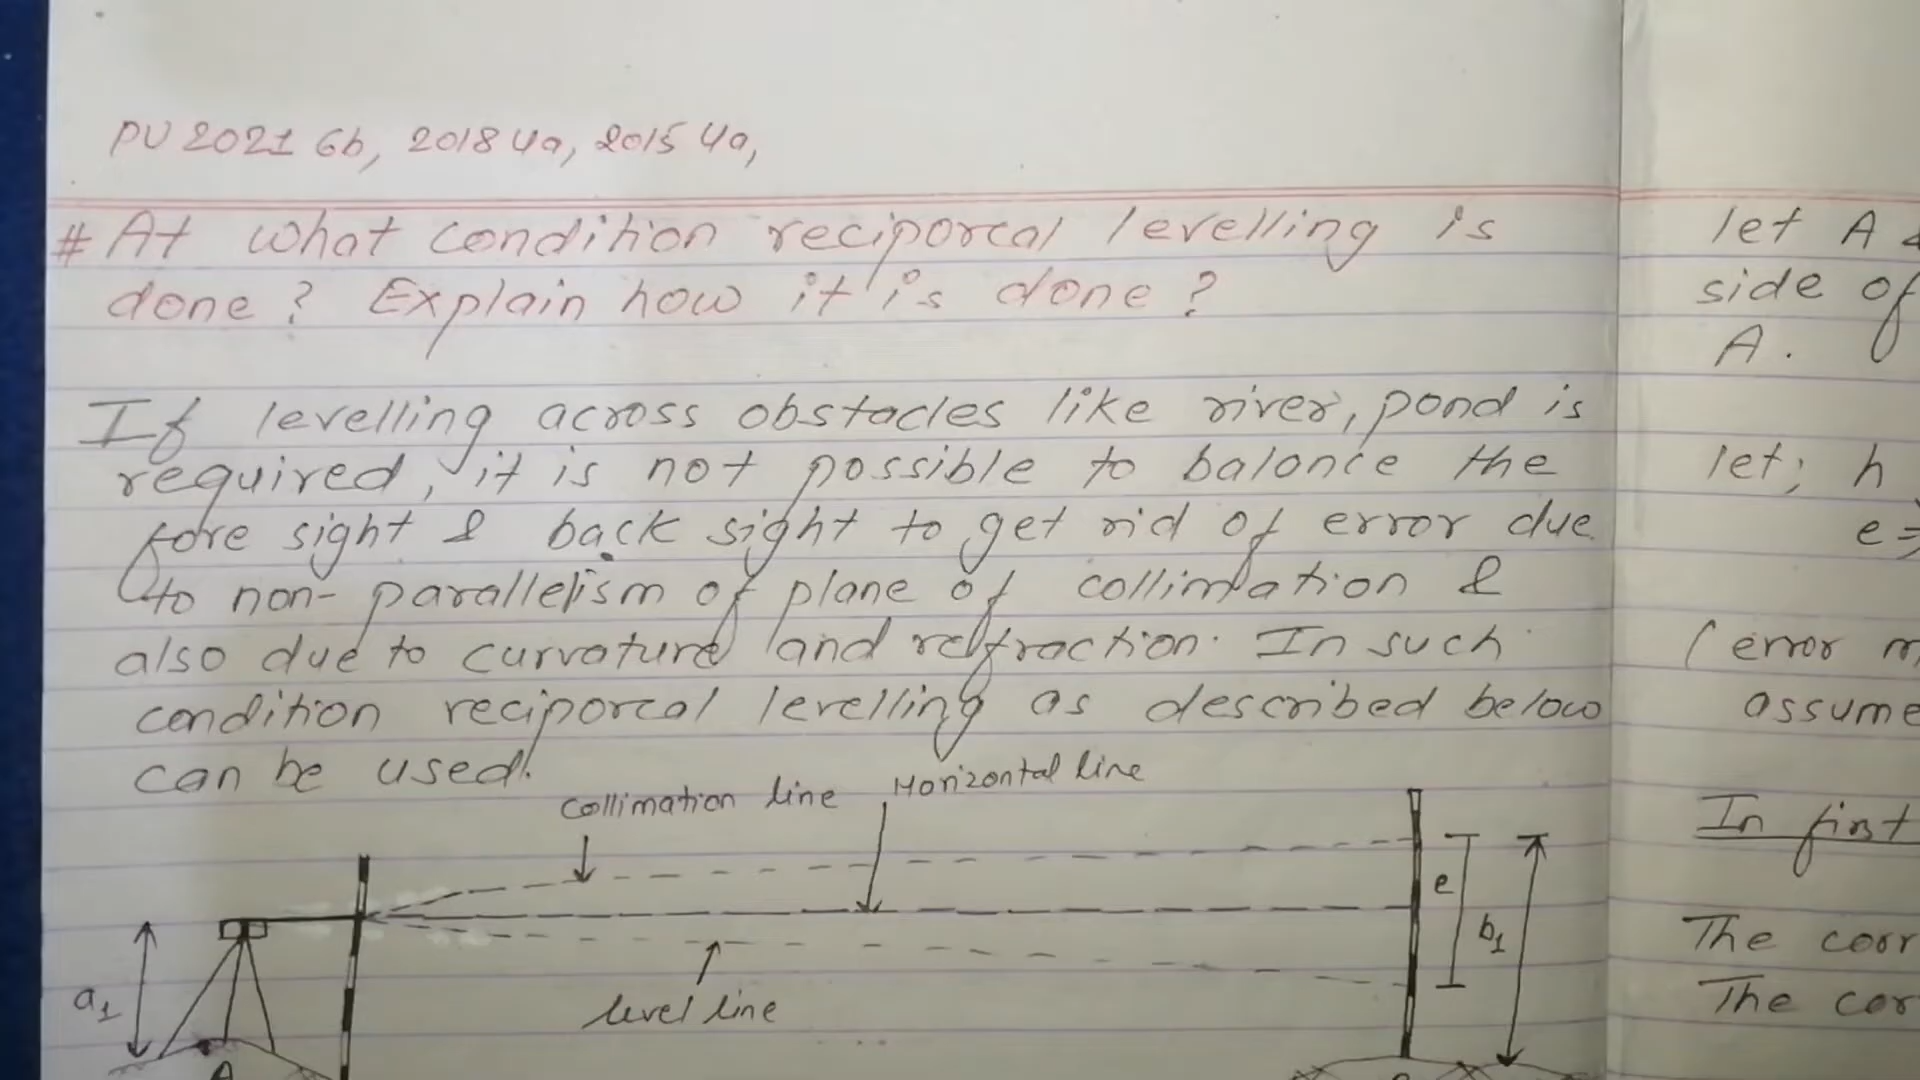 PU 2021 6b, 2018 4a, 2015 4a,
# At what condition reciporcal levelling is
done? Explain how it is done?
If levelling across obstacles like river, pond is
required, it is not possible to balance the
fore sight & back sight to get rid of error due
to non-parallelism of plane of collimation &
also due to curvature and refraction. In such
condition reciporcal levelling as described below
can be used.
collimation line
Horizontal line
level line
a1
A
e
b1
let A &
side of
A.
let; h
e⇒
(error m
assume
In first
The corr
The cor